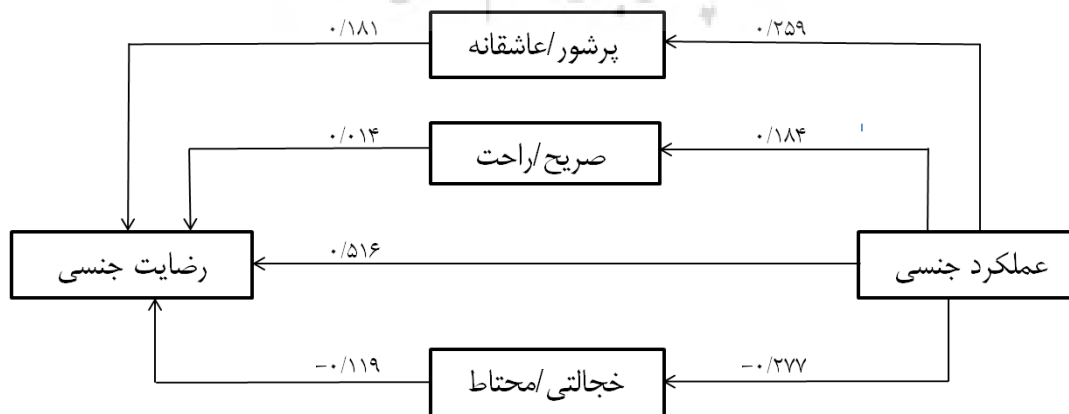 ۰/۲۵۹
پرشور/عاشقانه
۰/۱۸۱
۰/۱۸۴
صریح/راحت
۰/۰۱۴
عملکرد جنسی
۰/۵۱۶
رضایت جنسی
−۰/۲۷۷
خجالتی/محتاط
−۰/۱۱۹